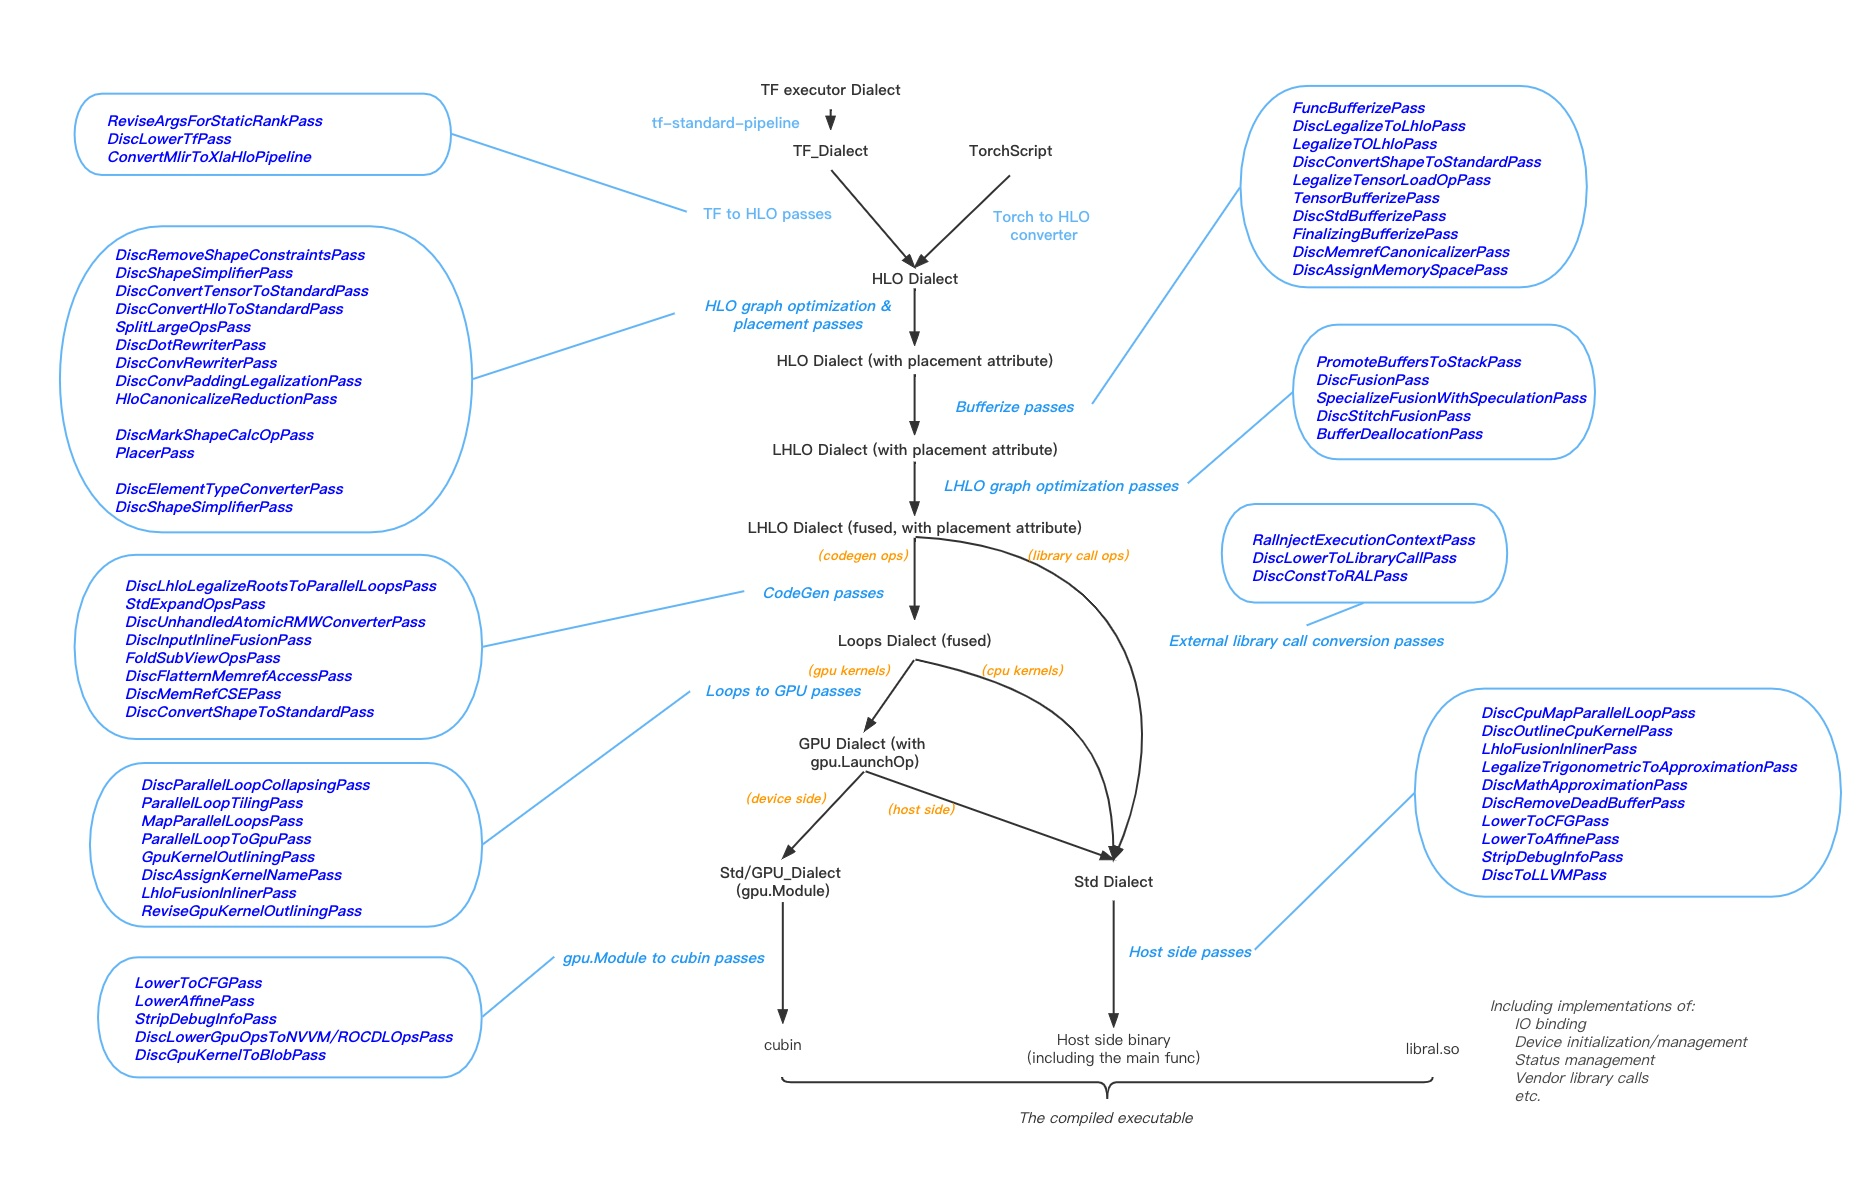 TF executor Dialect
tf-standard-pipeline
TF_Dialect
TorchScript
TF to HLO passes
Torch to HLO
converter
HLO Dialect
HLO graph optimization &
placement passes
HLO Dialect (with placement attribute)
Bufferize passes
LHLO Dialect (with placement attribute)
LHLO graph optimization passes
LHLO Dialect (fused, with placement attribute)
(codegen ops)
(library call ops)
CodeGen passes
External library call conversion passes
Loops Dialect (fused)
(gpu kernels)
(cpu kernels)
Loops to GPU passes
GPU Dialect (with
gpu.LaunchOp)
(device side)
(host side)
Std/GPU_Dialect
(gpu.Module)
Std Dialect
gpu.Module to cubin passes
Host side passes
cubin
Host side binary
(including the main func)
libral.so
The compiled executable
ReviseArgsForStaticRankPass
DiscLowerTfPass
ConvertMlirToXlaHloPipeline
DiscRemoveShapeConstraintsPass
DiscShapeSimplifierPass
DiscConvertTensorToStandardPass
DiscConvertHloToStandardPass
SplitLargeOpsPass
DiscDotRewriterPass
DiscConvRewriterPass
DiscConvPaddingLegalizationPass
HloCanonicalizeReductionPass
DiscMarkShapeCalcOpPass
PlacerPass
DiscElementTypeConverterPass
DiscShapeSimplifierPass
DiscLhloLegalizeRootsToParallelLoopsPass
StdExpandOpsPass
DiscUnhandledAtomicRMWConverterPass
DiscInputInlineFusionPass
FoldSubViewOpsPass
DiscFlatternMemrefAccessPass
DiscMemRefCSEPass
DiscConvertShapeToStandardPass
DiscParallelLoopCollapsingPass
ParallelLoopTilingPass
MapParallelLoopsPass
ParallelLoopToGpuPass
GpuKernelOutliningPass
DiscAssignKernelNamePass
LhloFusionInlinerPass
ReviseGpuKernelOutliningPass
LowerToCFGPass
LowerAffinePass
StripDebugInfoPass
DiscLowerGpuOpsToNVVM/ROCDLOpsPass
DiscGpuKernelToBlobPass
FuncBufferizePass
DiscLegalizeToLhloPass
LegalizeTOLhloPass
DiscConvertShapeToStandardPass
LegalizeTensorLoadOpPass
TensorBufferizePass
DiscStdBufferizePass
FinalizingBufferizePass
DiscMemrefCanonicalizerPass
DiscAssignMemorySpacePass
PromoteBuffersToStackPass
DiscFusionPass
SpecializeFusionWithSpeculationPass
DiscStitchFusionPass
BufferDeallocationPass
RalInjectExecutionContextPass
DiscLowerToLibraryCallPass
DiscConstToRALPass
DiscCpuMapParallelLoopPass
DiscOutlineCpuKernelPass
LhloFusionInlinerPass
LegalizeTrigonometricToApproximationPass
DiscMathApproximationPass
DiscRemoveDeadBufferPass
LowerToCFGPass
LowerToAffinePass
StripDebugInfoPass
DiscToLLVMPass
Including implementations of:
IO binding
Device initialization/management
Status management
Vendor library calls
etc.